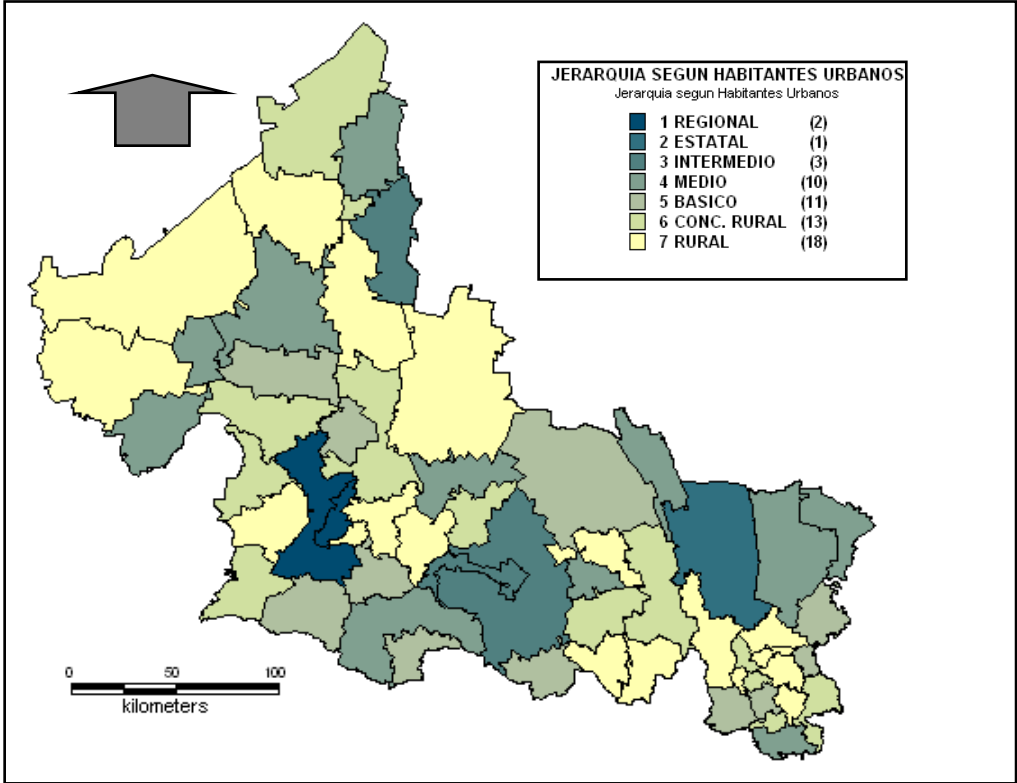 JERARQUIA SEGUN HABITANTES URBANOS
Jerarquia segun Habitantes Urbanos
1 REGIONAL (2)
2 ESTATAL (1)
3 INTERMEDIO (3)
4 MEDIO (10)
5 BASICO (11)
6 CONC. RURAL (13)
7 RURAL (18)
0 50 100
kilometers